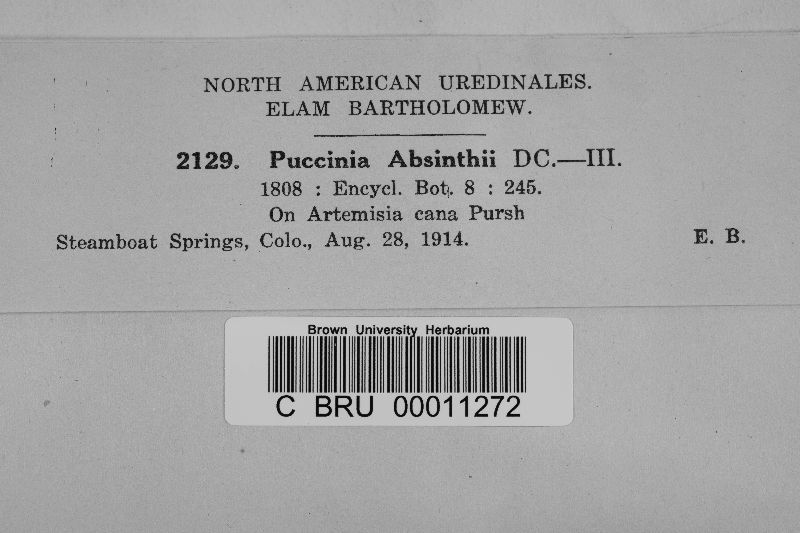 NORTH AMERICAN UREDINALES.
ELAM BARTHOLOMEW.
2129. Puccinia Absinthii DC.—III.
1808 : Encycl. Bot. 8 : 245.
On Artemisia cana Pursh
Steamboat Springs, Colo., Aug. 28, 1914. E. B.
Brown University Herbarium
C BRU 00011272